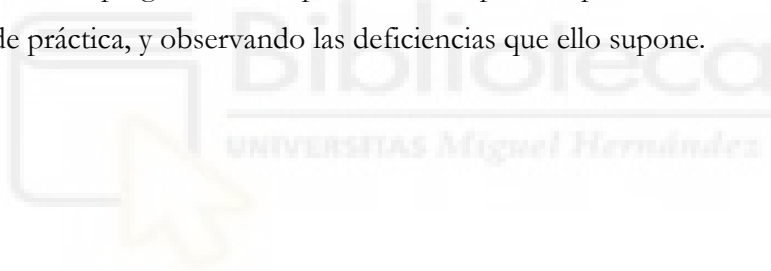 de práctica, y observando las deficiencias que ello supone.
Biblioteca
UNIVERSITAS Miguel Hernández